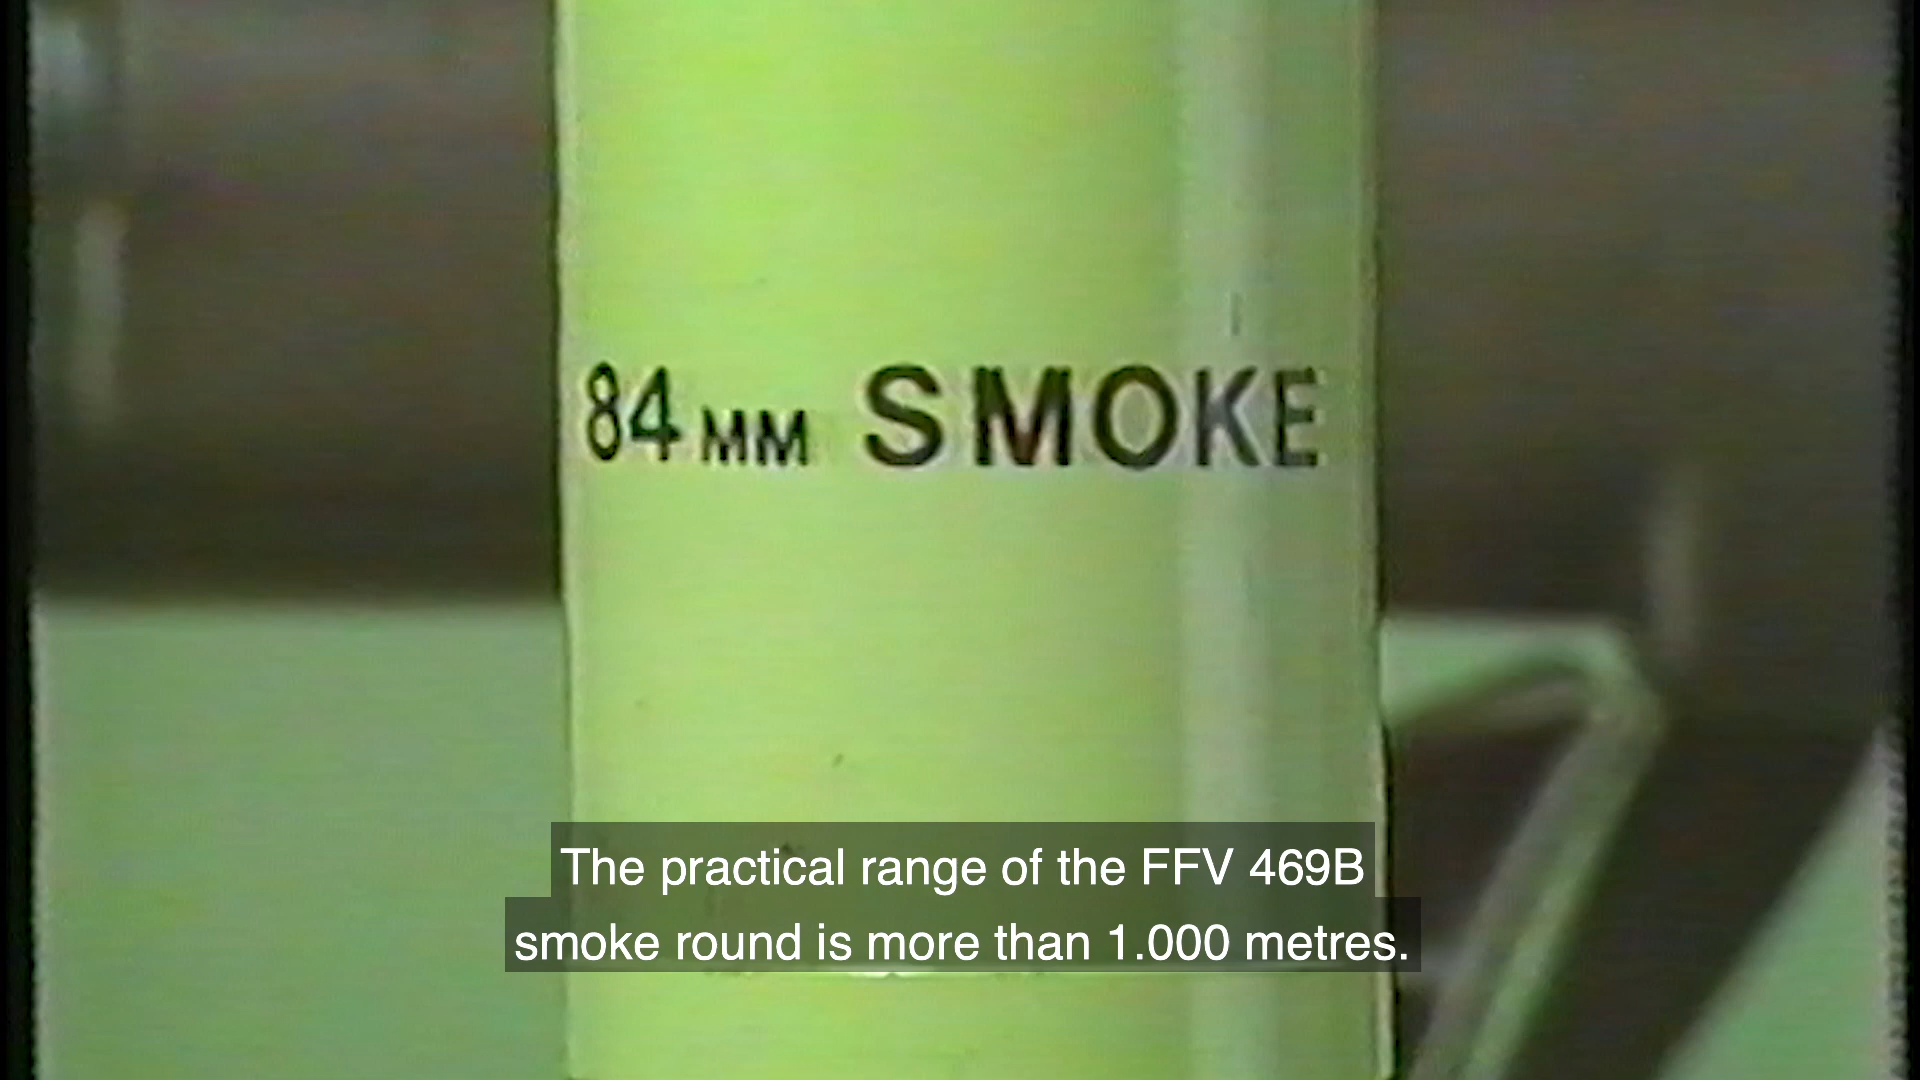 84 MM SMOKE
The practical range of the FFV 469B
smoke round is more than 1.000 metres.